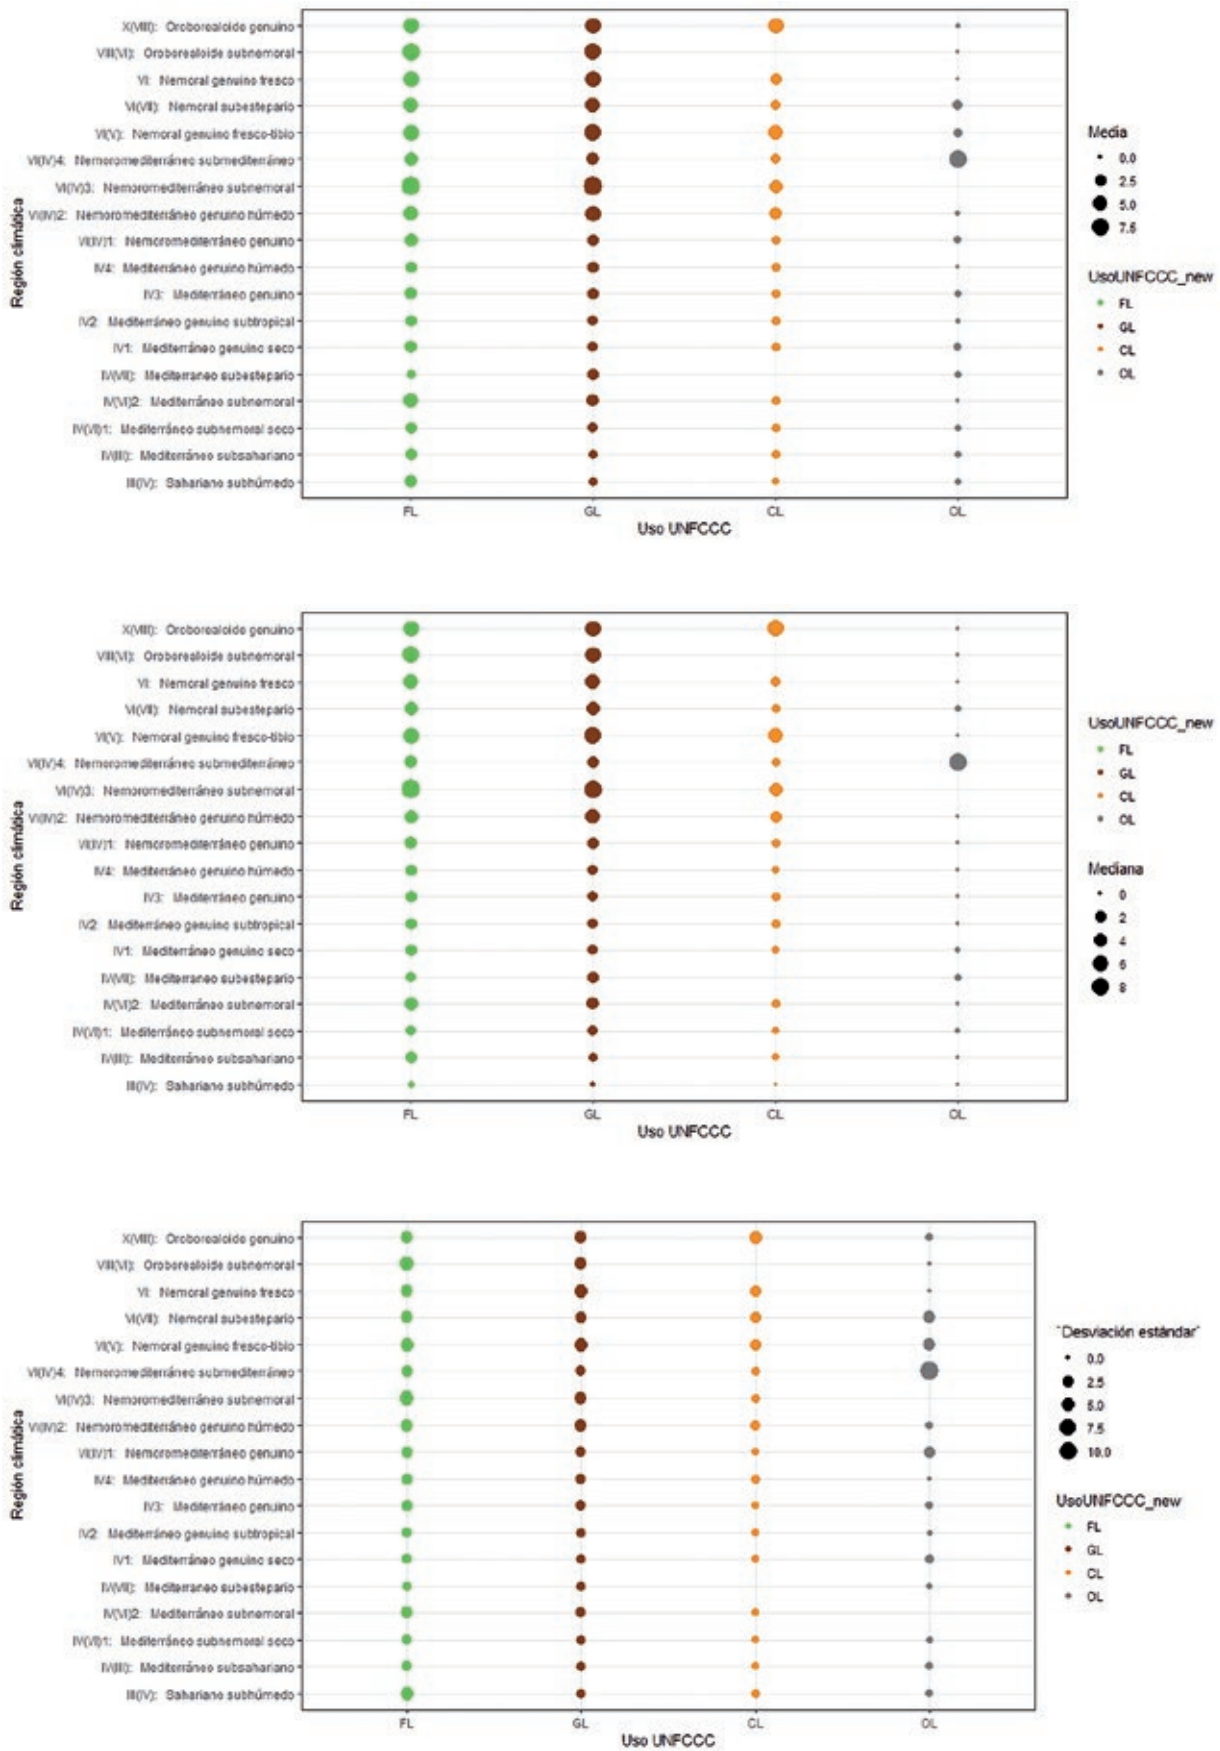 Región climática
X(VIII): Oroborealoide genuino
VIII(VI): Oroborealoide subnemoral
VI: Nemoral genuino fresco
VI(VII): Nemoral subestepario
VI(V): Nemoral genuino fresco-tibio
VI(IV)4: Nemoromediterráneo submediterráneo
VI(IV)3: Nemoromediterráneo subnemoral
VI(IV)2: Nemoromediterráneo genuino húmedo
VI(IV)1: Nemoromediterráneo genuino
IV4: Mediterráneo genuino húmedo
IV3: Mediterráneo genuino
IV2: Mediterráneo genuino subtropical
IV1: Mediterráneo genuino seco
IV(VII): Mediterraneo subestepario
IV(VI)2: Mediterráneo subnemoral
IV(VI)1: Mediterráneo subnemoral seco
IV(III): Mediterráneo subsahariano
III(IV): Sahariano subhúmedo
FL GL CL OL
Uso UNFCCC
Media
0.0
2.5
5.0
7.5
UsoUNFCCC_new
FL
GL
CL
OL
Región climática
X(VIII): Oroborealoide genuino
VIII(VI): Oroborealoide subnemoral
VI: Nemoral genuino fresco
VI(VII): Nemoral subestepario
VI(V): Nemoral genuino fresco-tibio
VI(IV)4: Nemoromediterráneo submediterráneo
VI(IV)3: Nemoromediterráneo subnemoral
VI(IV)2: Nemoromediterráneo genuino húmedo
VI(IV)1: Nemoromediterráneo genuino
IV4: Mediterráneo genuino húmedo
IV3: Mediterráneo genuino
IV2: Mediterráneo genuino subtropical
IV1: Mediterráneo genuino seco
IV(VII): Mediterraneo subestepario
IV(VI)2: Mediterráneo subnemoral
IV(VI)1: Mediterráneo subnemoral seco
IV(III): Mediterráneo subsahariano
III(IV): Sahariano subhúmedo
FL GL CL OL
Uso UNFCCC
UsoUNFCCC_new
FL
GL
CL
OL
Mediana
0
2
4
6
8
Región climática
X(VIII): Oroborealoide genuino
VIII(VI): Oroborealoide subnemoral
VI: Nemoral genuino fresco
VI(VII): Nemoral subestepario
VI(V): Nemoral genuino fresco-tibio
VI(IV)4: Nemoromediterráneo submediterráneo
VI(IV)3: Nemoromediterráneo subnemoral
VI(IV)2: Nemoromediterráneo genuino húmedo
VI(IV)1: Nemoromediterráneo genuino
IV4: Mediterráneo genuino húmedo
IV3: Mediterráneo genuino
IV2: Mediterráneo genuino subtropical
IV1: Mediterráneo genuino seco
IV(VII): Mediterraneo subestepario
IV(VI)2: Mediterráneo subnemoral
IV(VI)1: Mediterráneo subnemoral seco
IV(III): Mediterráneo subsahariano
III(IV): Sahariano subhúmedo
FL GL CL OL
Uso UNFCCC
`Desviación estándar`
0.0
2.5
5.0
7.5
10.0
UsoUNFCCC_new
FL
GL
CL
OL